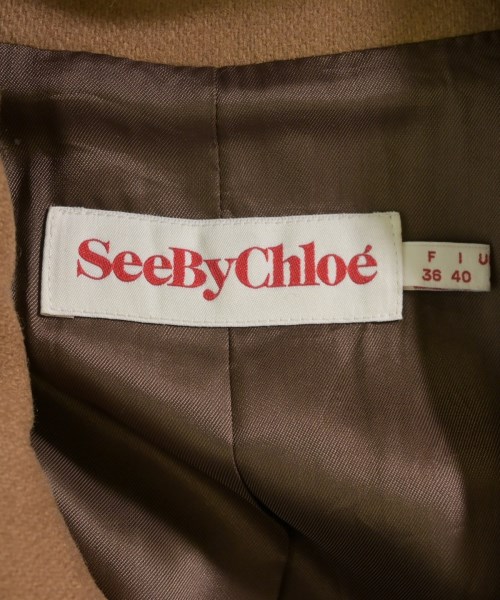 SeeByChloé
F I U
36 40